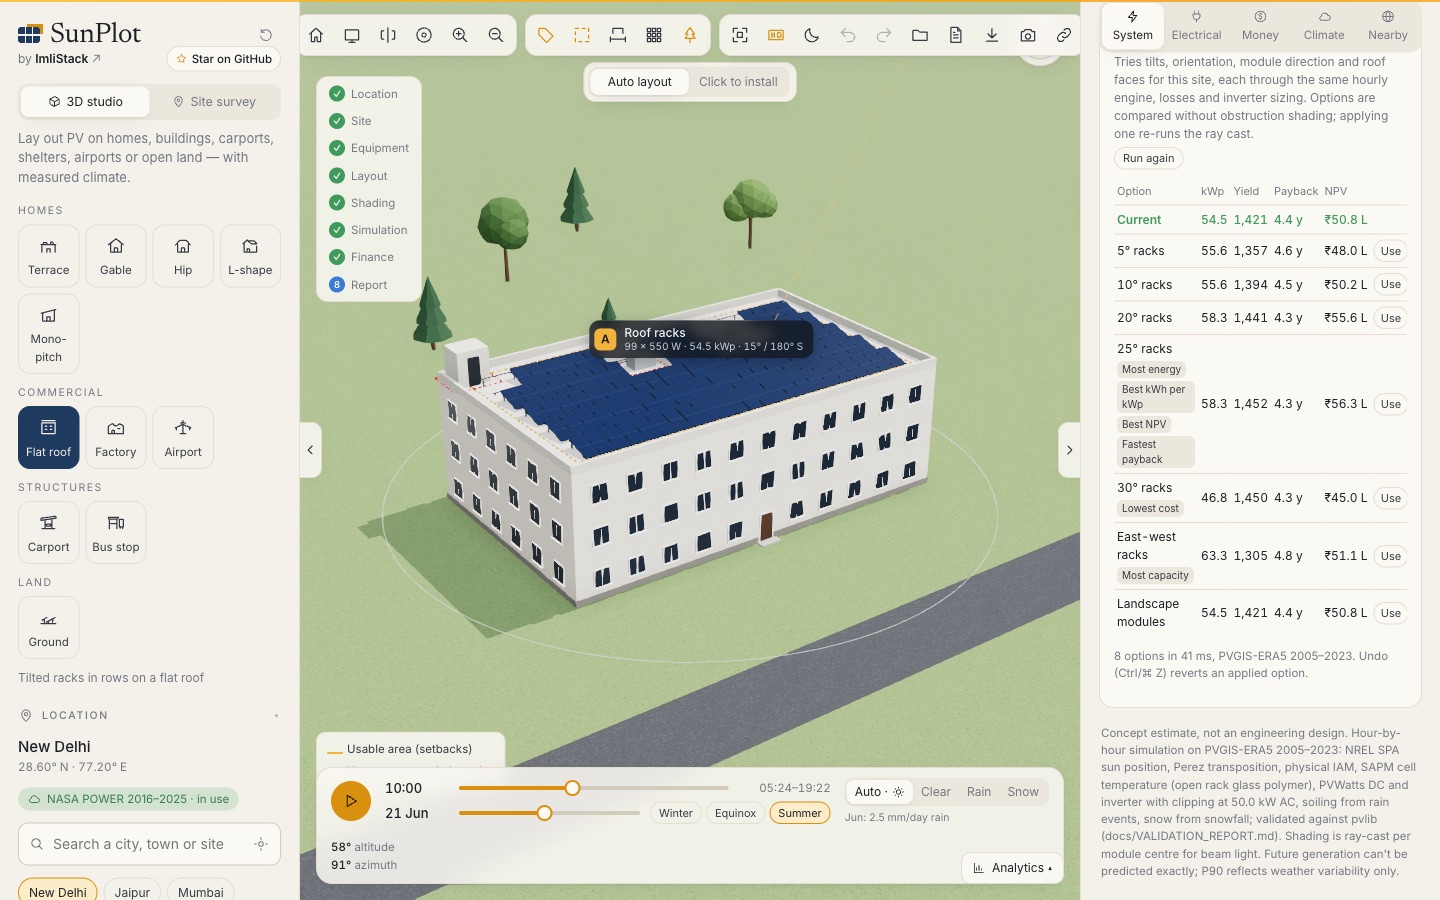 SunPlot
by ImliStack ↗
Star on GitHub
3D studio
Site survey
Lay out PV on homes, buildings, carports,
shelters, airports or open land — with
measured climate.
HOMES
Terrace
Gable
Hip
L-shape
Mono-
pitch
COMMERCIAL
Flat roof
Factory
Airport
STRUCTURES
Carport
Bus stop
LAND
Ground
Tilted racks in rows on a flat roof
LOCATION
New Delhi
28.60° N · 77.20° E
NASA POWER 2016–2025 · in use
Search a city, town or site
New Delhi
Jaipur
Mumbai
HD
Auto layout
Click to install
Location
Site
Equipment
Layout
Shading
Simulation
Finance
8 Report
A
Roof racks
99 × 550 W · 54.5 kWp · 15° / 180° S
Usable area (setbacks)
10:00
05:24–19:22
21 Jun
Winter
Equinox
Summer
58° altitude
91° azimuth
Auto ·
Clear
Rain
Snow
Jun: 2.5 mm/day rain
Analytics
System
Electrical
Money
Climate
Nearby
Tries tilts, orientation, module direction and roof
faces for this site, each through the same hourly
engine, losses and inverter sizing. Options are
compared without obstruction shading; applying
one re-runs the ray cast.
Run again
Option kWp Yield Payback NPV
Current 54.5 1,421 4.4 y ₹50.8 L
5° racks 55.6 1,357 4.6 y ₹48.0 L Use
10° racks 55.6 1,394 4.5 y ₹50.2 L Use
20° racks 58.3 1,441 4.3 y ₹55.6 L Use
25° racks
Most energy
Best kWh per
kWp
58.3 1,452 4.3 y ₹56.3 L Use
Best NPV
Fastest
payback
30° racks
46.8 1,450 4.3 y ₹45.0 L Use
Lowest cost
East-west
racks
63.3 1,305 4.8 y ₹51.1 L Use
Most capacity
Landscape
modules
54.5 1,421 4.4 y ₹50.8 L Use
8 options in 41 ms, PVGIS-ERA5 2005–2023. Undo
(Ctrl/⌘ Z) reverts an applied option.
Concept estimate, not an engineering design. Hour-by-
hour simulation on PVGIS-ERA5 2005–2023: NREL SPA
sun position, Perez transposition, physical IAM, SAPM cell
temperature (open rack glass polymer), PVWatts DC and
inverter with clipping at 50.0 kW AC, soiling from rain
events, snow from snowfall; validated against pvlib
(docs/VALIDATION_REPORT.md). Shading is ray-cast per
module centre for beam light. Future generation can't be
predicted exactly; P90 reflects weather variability only.